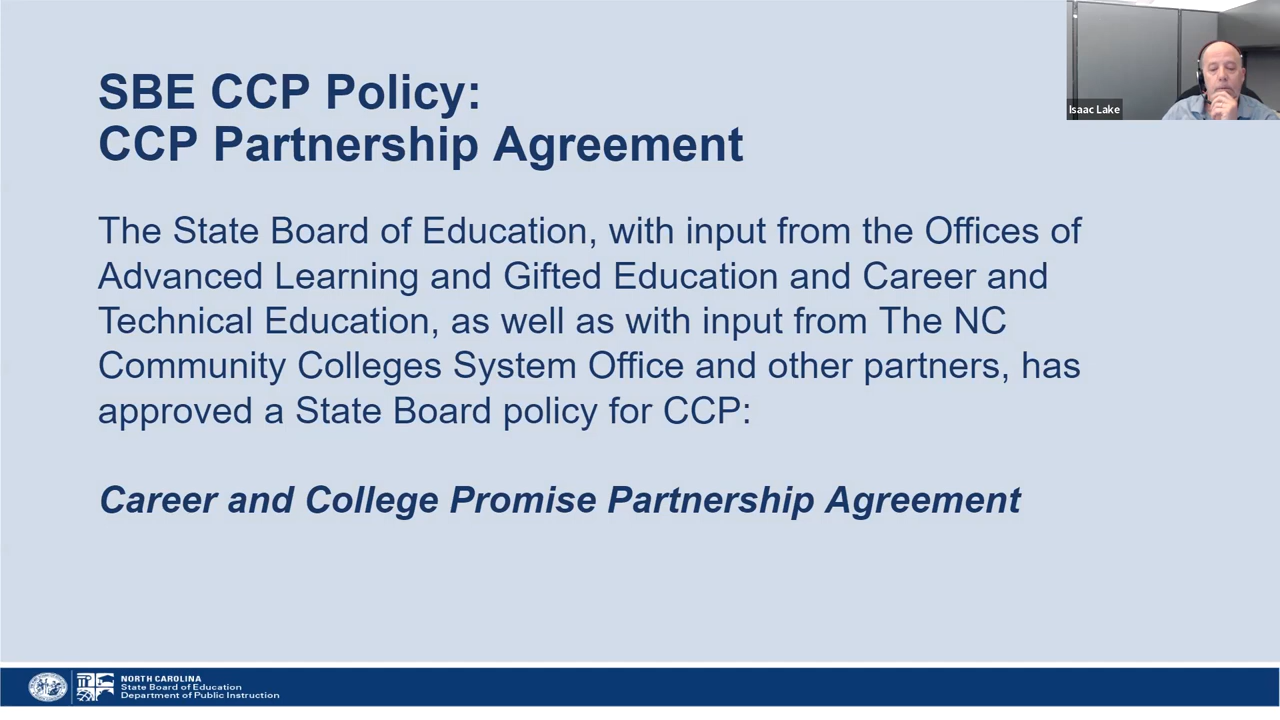 SBE CCP Policy:
CCP Partnership Agreement
Isaac Lake
The State Board of Education, with input from the Offices of
Advanced Learning and Gifted Education and Career and
Technical Education, as well as with input from The NC
Community Colleges System Office and other partners, has
approved a State Board policy for CCP:
Career and College Promise Partnership Agreement
NORTH CAROLINA
State Board of Education
Department of Public Instruction